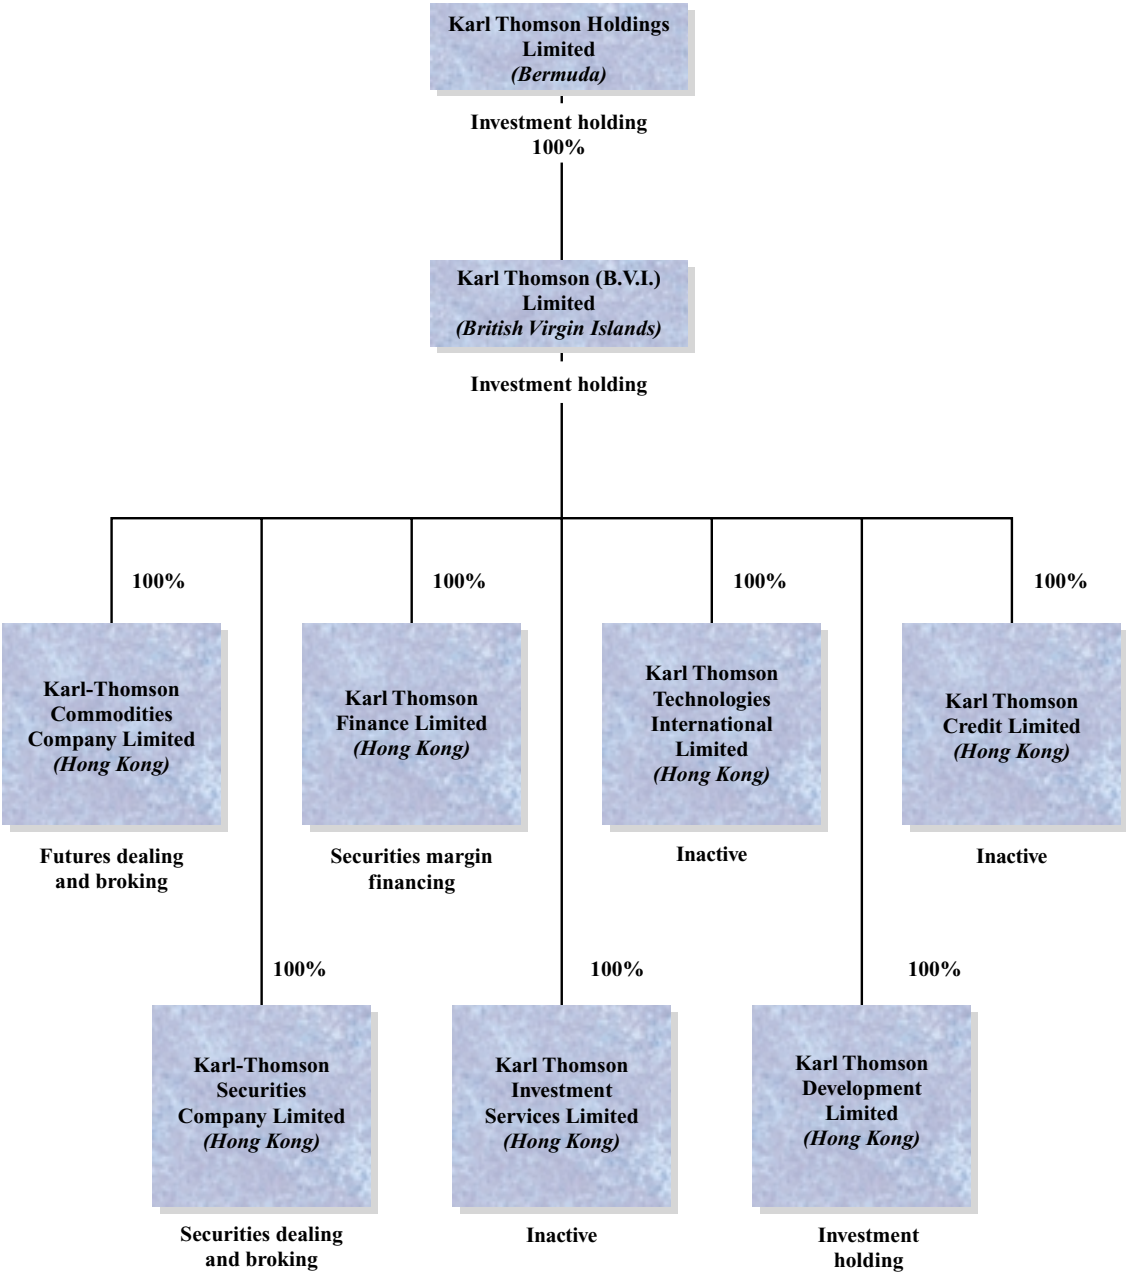 Karl Thomson Holdings
Limited
(Bermuda)
Investment holding
100%
Karl Thomson (B.V.I.)
Limited
(British Virgin Islands)
Investment holding
100%
100%
100%
100%
Karl-Thomson
Commodities
Company Limited
(Hong Kong)
Futures dealing
and broking
Karl Thomson
Finance Limited
(Hong Kong)
Securities margin
financing
Karl Thomson
Technologies
International
Limited
(Hong Kong)
Inactive
Karl Thomson
Credit Limited
(Hong Kong)
Inactive
100%
100%
100%
Karl-Thomson
Securities
Company Limited
(Hong Kong)
Securities dealing
and broking
Karl Thomson
Investment
Services Limited
(Hong Kong)
Inactive
Karl Thomson
Development
Limited
(Hong Kong)
Investment
holding